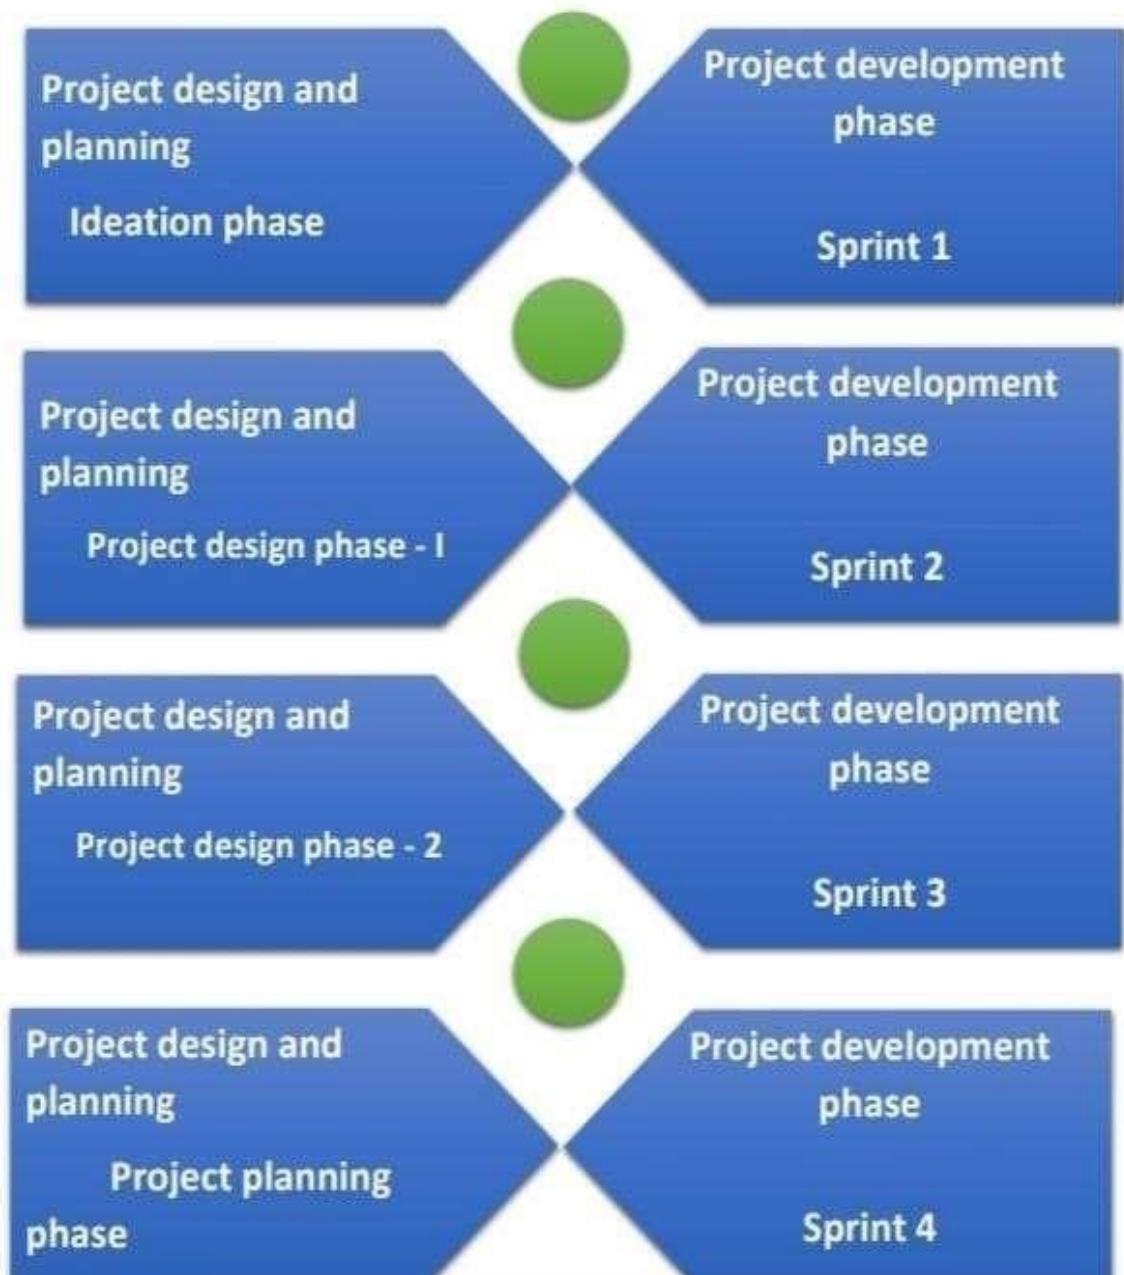 Project design and
planning
Ideation phase
Project development
phase
Sprint 1
Project design and
planning
Project design phase - I
Project development
phase
Sprint 2
Project design and
planning
Project design phase - 2
Project development
phase
Sprint 3
Project design and
planning
Project planning
phase
Project development
phase
Sprint 4